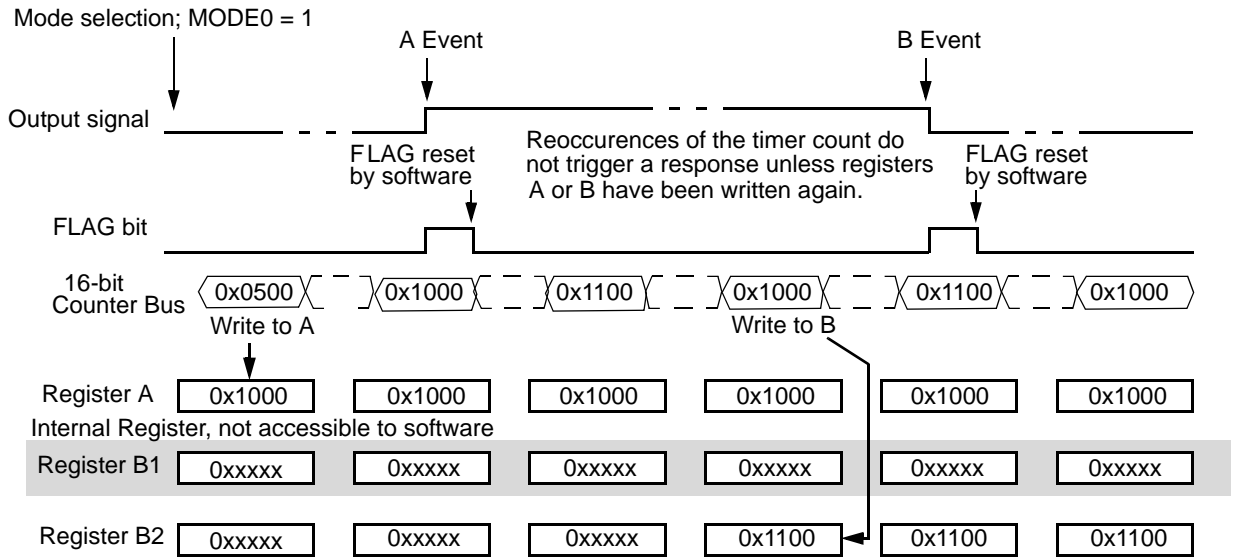 Mode selection; MODE0 = 1
A Event
B Event
Output signal
Reoccurences of the timer count do
not trigger a response unless registers
A or B have been written again.
FLAG reset
by software
FLAG reset
by software
FLAG bit
16-bit
Counter Bus
0x0500 0x1000 0x1100 0x1000 0x1100 0x1000
Write to A
Write to B
Register A 0x1000 0x1000 0x1000 0x1000 0x1000 0x1000
Internal Register, not accessible to software
Register B1 0xxxxx 0xxxxx 0xxxxx 0xxxxx 0xxxxx 0xxxxx
Register B2 0xxxxx 0xxxxx 0xxxxx 0x1100 0x1100 0x1100